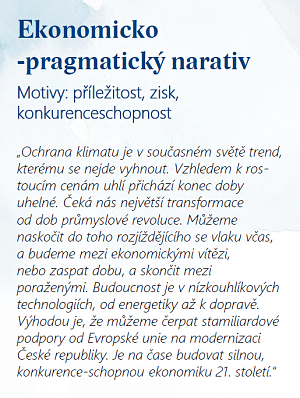 Ekonomicko
-pragmatický narativ
Motivy: příležitost, zisk,
konkurenceschopnost
„Ochrana klimatu je v současném světě trend,
kterému se nejde vyhnout. Vzhledem k ros-
toucím cenám uhlí přichází konec doby
uhelné. Čeká nás největší transformace
od dob průmyslové revoluce. Můžeme
naskočit do toho rozjíždějícího se vlaku včas,
a budeme mezi ekonomickými vítězi,
nebo zaspat dobu, a skončit mezi
poraženými. Budoucnost je v nízkouhlíkových
technologiích, od energetiky až k dopravě.
Výhodou je, že můžeme čerpat stamiliardové
podpory od Evropské unie na modernizaci
České republiky. Je na čase budovat silnou,
konkurence-schopnou ekonomiku 21. století.“